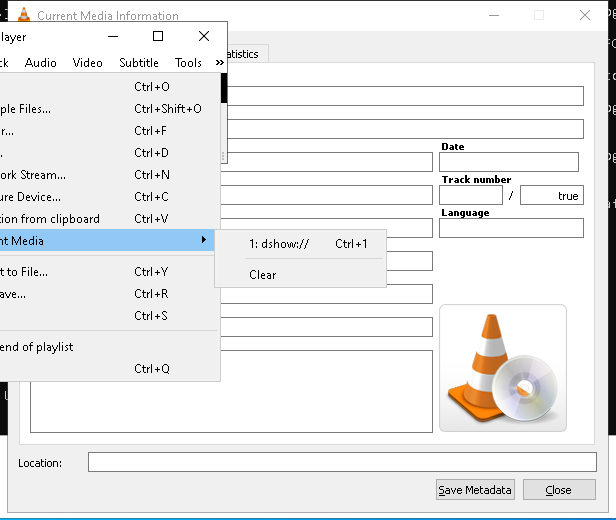 Current Media Information
layer
Audio Video Subtitle Tools »
Ctrl+O
ple Files... Ctrl+Shift+O
Ctrl+F
Ctrl+D
ork Stream... Ctrl+N
ure Device... Ctrl+C
tion from clipboard Ctrl+V
nt Media
1: dshow:// Ctrl+1
Clear
t to File... Ctrl+Y
ave... Ctrl+R
Ctrl+S
end of playlist
Ctrl+Q
atistics
Date
Track number
/ true
Language
Location:
Save Metadata Close